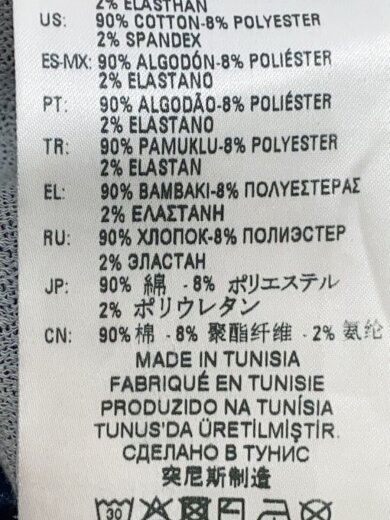 2% ELASTHAN
US: 90% COTTON-8% POLYESTER
2% SPANDEX
ES-MX: 90% ALGODÓN-8% POLIÉSTER
2% ELASTANO
PT: 90% ALGODÃO-8% POLIÉSTER
2% ELASTANO
TR: 90% PAMUKLU-8% POLYESTER
2% ELASTAN
EL: 90% ΒΑΜΒΑΚΙ-8% ΠΟΛΥΕΣΤΕΡΑΣ
2% ΕΛΑΣΤΑΝΗ
RU: 90% ХЛОПОК-8% ПОЛИЭСТЕР
2% ЭЛАСТАН
JP: 90% 綿 -8% ポリエステル
2% ポリウレタン
CN: 90% 棉 - 8% 聚酯纤维 - 2% 氨纶
MADE IN TUNISIA
FABRIQUÉ EN TUNISIE
PRODUZIDO NA TUNÍSIA
TUNUS'DA ÜRETİLMİŞTİR.
СДЕЛАНО В ТУНИС
突尼斯制造
30